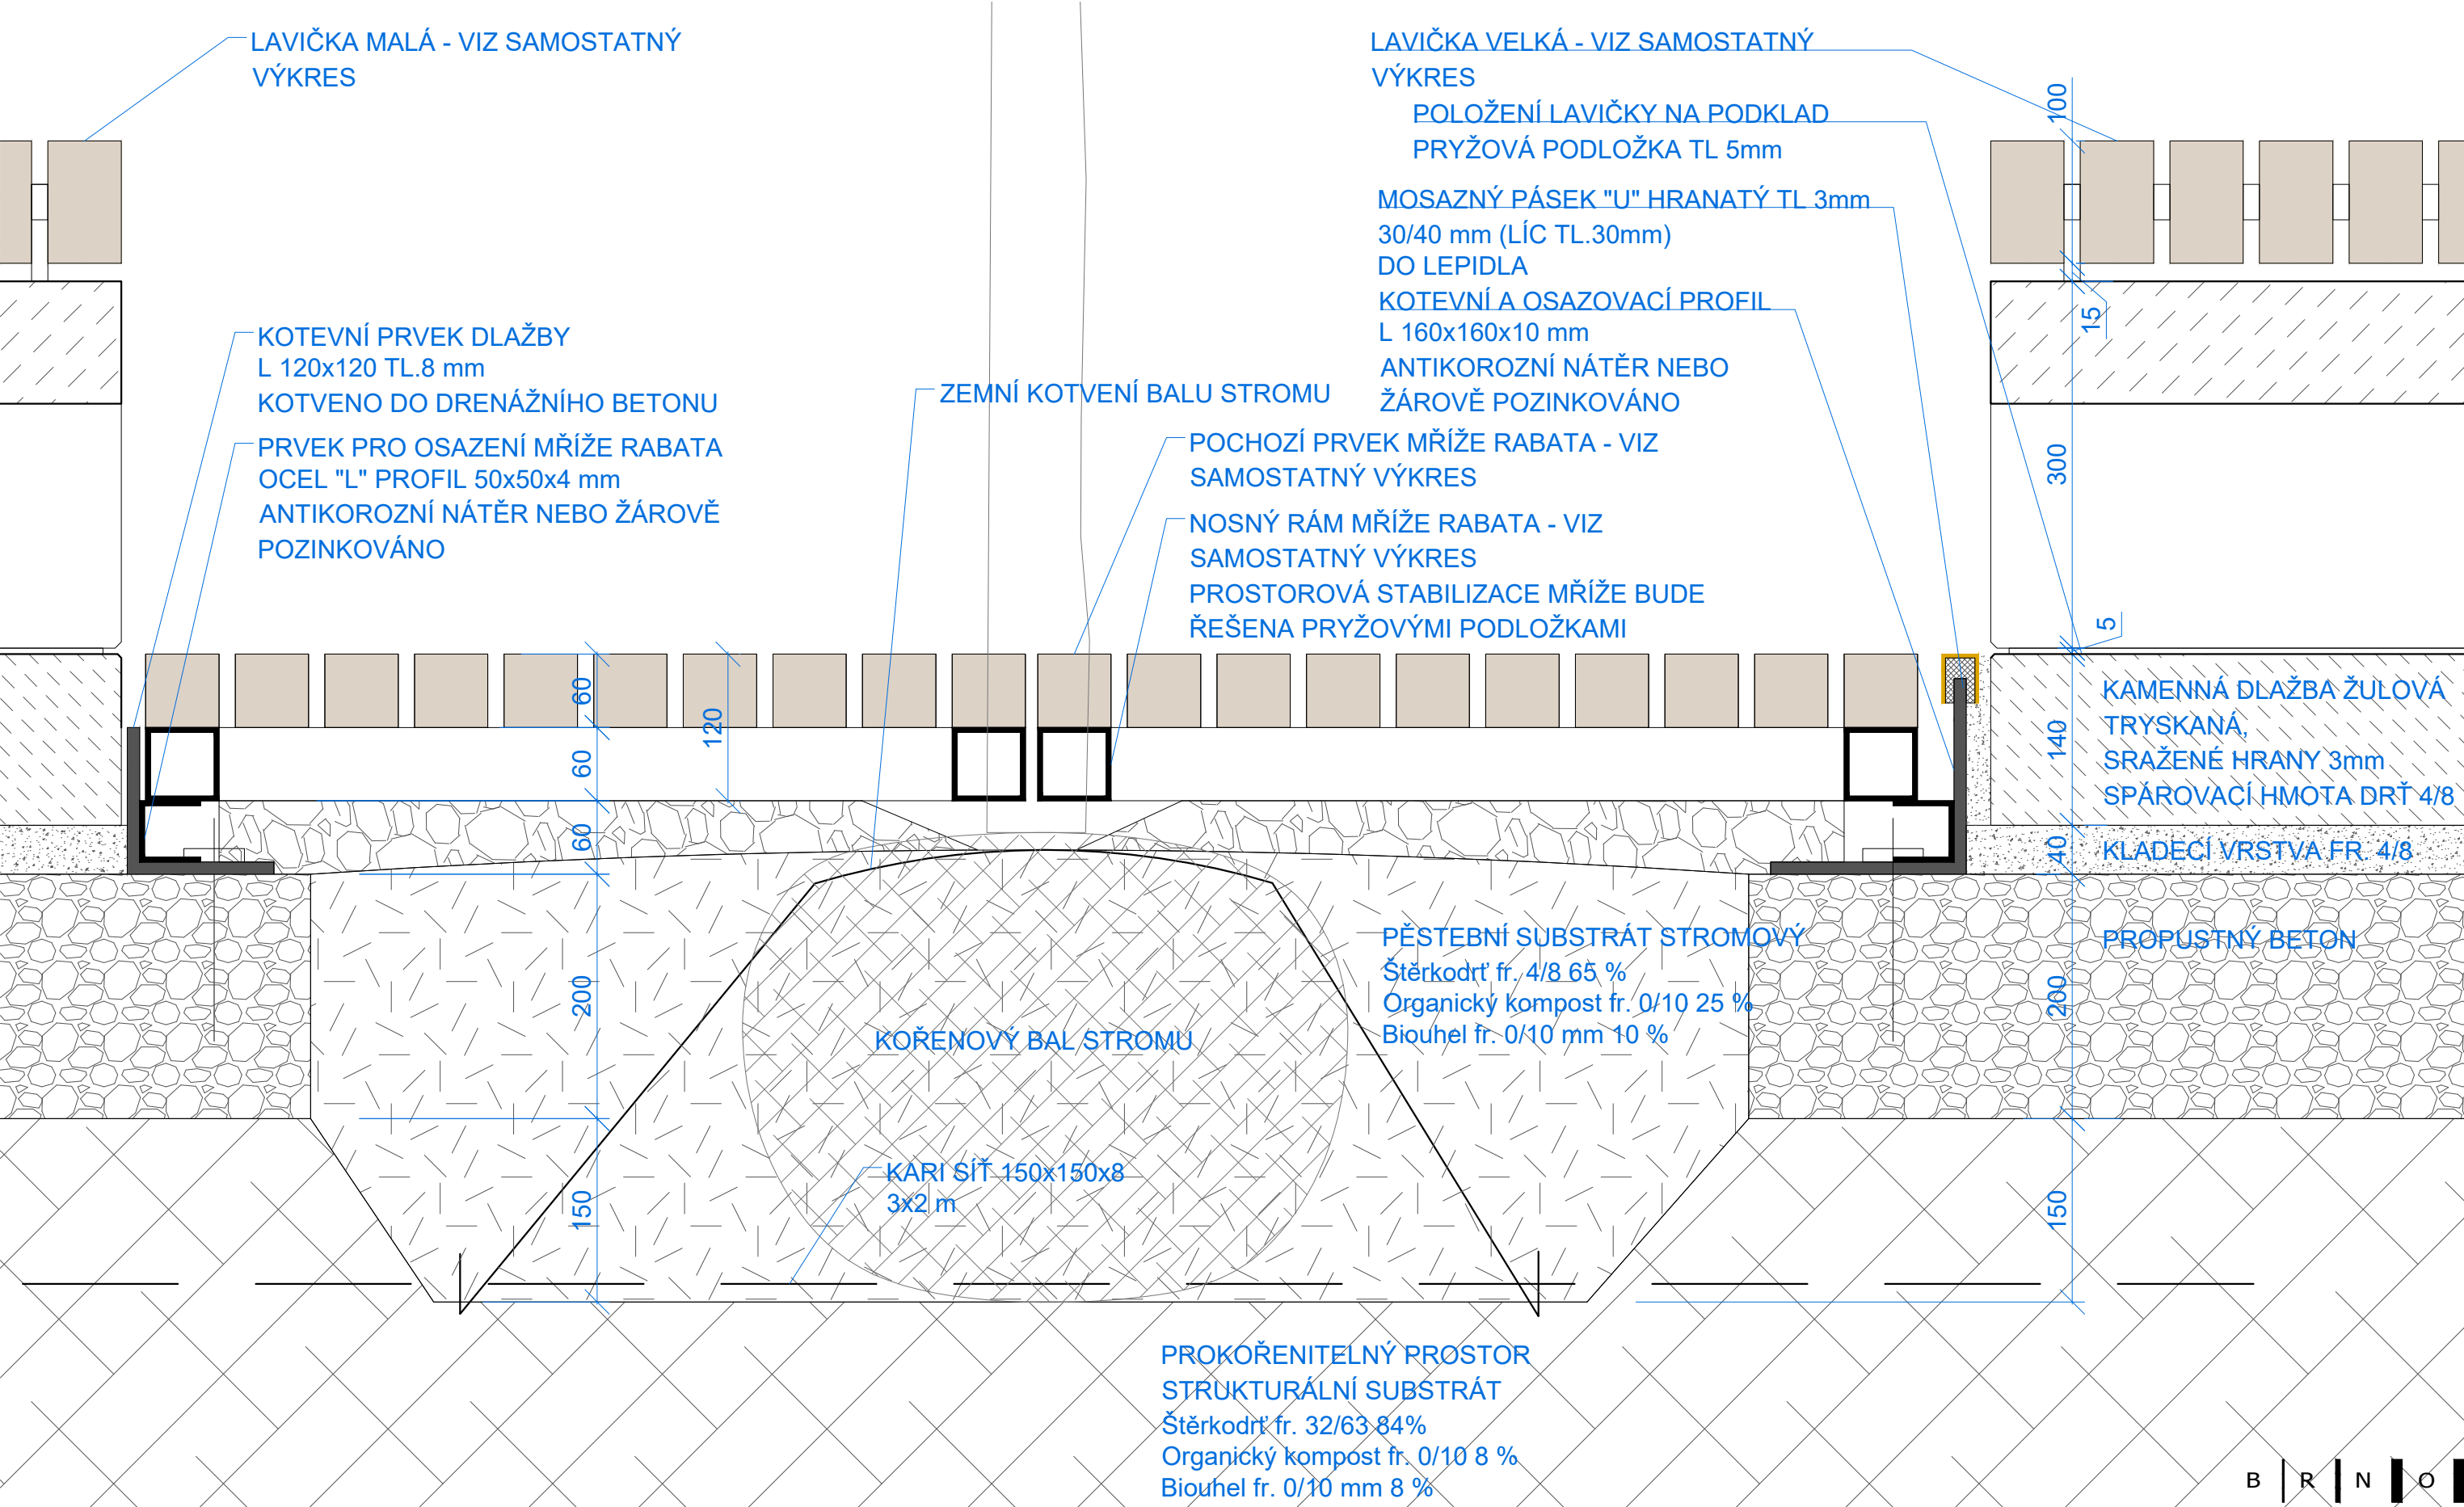 LAVIČKA MALÁ - VIZ SAMOSTATNÝ
VÝKRES
LAVIČKA VELKÁ - VIZ SAMOSTATNÝ
VÝKRES
POLOŽENÍ LAVIČKY NA PODKLAD
PRYŽOVÁ PODLOŽKA TL 5mm
MOSAZNÝ PÁSEK "U" HRANATÝ TL 3mm
30/40 mm (LÍC TL.30mm)
DO LEPIDLA
KOTEVNÍ A OSAZOVACÍ PROFIL
L 160x160x10 mm
ANTIKOROZNÍ NÁTĚR NEBO
ŽÁROVĚ POZINKOVÁNO
KOTEVNÍ PRVEK DLAŽBY
L 120x120 TL.8 mm
KOTVENO DO DRENÁŽNÍHO BETONU
PRVEK PRO OSAZENÍ MŘÍŽE RABATA
OCEL "L" PROFIL 50x50x4 mm
ANTIKOROZNÍ NÁTĚR NEBO ŽÁROVĚ
POZINKOVÁNO
ZEMNÍ KOTVENÍ BALU STROMU
POCHOZÍ PRVEK MŘÍŽE RABATA - VIZ
SAMOSTATNÝ VÝKRES
NOSNÝ RÁM MŘÍŽE RABATA - VIZ
SAMOSTATNÝ VÝKRES
PROSTOROVÁ STABILIZACE MŘÍŽE BUDE
ŘEŠENA PRYŽOVÝMI PODLOŽKAMI
100
15
300
5
140
40
200
150
60
60
60
200
150
120
KAMENNÁ DLAŽBA ŽULOVÁ
TRYSKANÁ,
SRAŽENÉ HRANY 3mm
SPÁROVACÍ HMOTA DRŤ 4/8
KLADECÍ VRSTVA FR. 4/8
PROPUSTNÝ BETON
PĚSTEBNÍ SUBSTRÁT STROMOVÝ
Štěrkodrť fr. 4/8 65 %
Organický kompost fr. 0/10 25 %
Biouhel fr. 0/10 mm 10 %
KOŘENOVÝ BAL STROMU
KARI SÍŤ 150x150x8
3x2 m
PROKOŘENITELNÝ PROSTOR
STRUKTURÁLNÍ SUBSTRÁT
Štěrkodrť fr. 32/63 84%
Organický kompost fr. 0/10 8 %
Biouhel fr. 0/10 mm 8 %
B | R | N | O